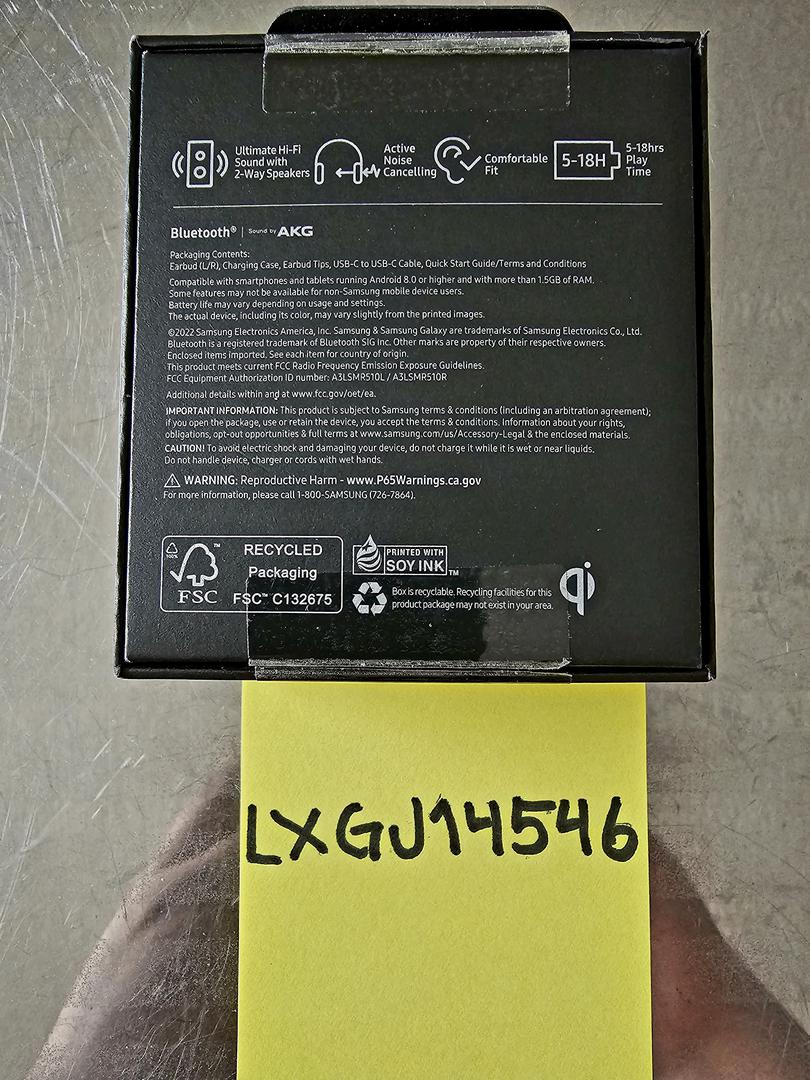 Ultimate Hi-Fi
Sound with
2-Way Speakers
Active
Noise
Cancelling
Comfortable
Fit
5-18H
5-18hrs
Play
Time
Bluetooth® | Sound by AKG
Packaging Contents:
Earbud (L/R), Charging Case, Earbud Tips, USB-C to USB-C Cable, Quick Start Guide/Terms and Conditions
Compatible with smartphones and tablets running Android 8.0 or higher and with more than 1.5GB of RAM.
Some features may not be available for non-Samsung mobile device users.
Battery life may vary depending on usage and settings.
The actual device, including its color, may vary slightly from the printed images.
©2022 Samsung Electronics America, Inc. Samsung & Samsung Galaxy are trademarks of Samsung Electronics Co., Ltd.
Bluetooth is a registered trademark of Bluetooth SIG Inc. Other marks are property of their respective owners.
Enclosed items imported. See each item for country of origin.
This product meets current FCC Radio Frequency Emission Exposure Guidelines.
FCC Equipment Authorization ID number: A3LSMR510L / A3LSMR510R
Additional details within and at www.fcc.gov/oet/ea.
IMPORTANT INFORMATION: This product is subject to Samsung terms & conditions (including an arbitration agreement);
if you open the package, use or retain the device, you accept the terms & conditions. Information about your rights,
obligations, opt-out opportunities & full terms at www.samsung.com/us/Accessory-Legal & the enclosed materials.
CAUTION! To avoid electric shock and damaging your device, do not charge it while it is wet or near liquids.
Do not handle device, charger or cords with wet hands.
WARNING: Reproductive Harm - www.P65Warnings.ca.gov
For more information, please call 1-800-SAMSUNG (726-7864).
100%
™
FSC
RECYCLED
Packaging
FSC™ C132675
PRINTED WITH
SOY INK™
Box is recyclable. Recycling facilities for this
product package may not exist in your area.
qi
LXGJ14546